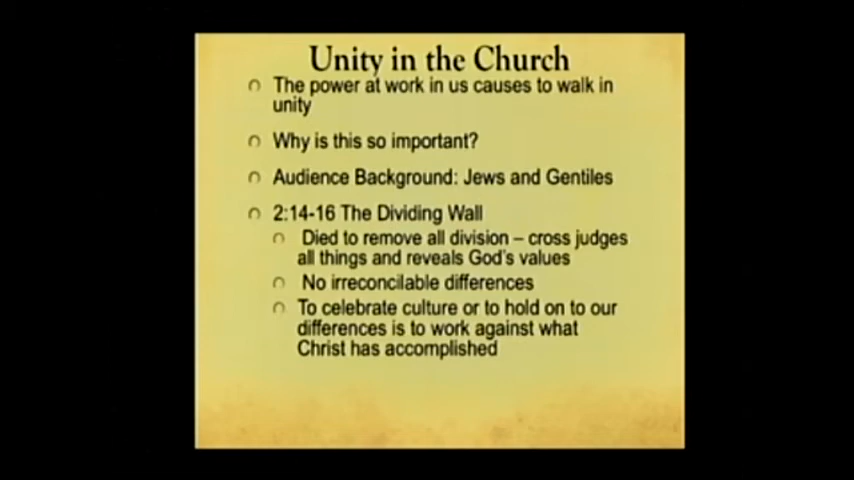 Unity in the Church
The power at work in us causes to walk in
unity
Why is this so important?
Audience Background: Jews and Gentiles
2:14-16 The Dividing Wall
Died to remove all division – cross judges
all things and reveals God's values
No irreconcilable differences
To celebrate culture or to hold on to our
differences is to work against what
Christ has accomplished